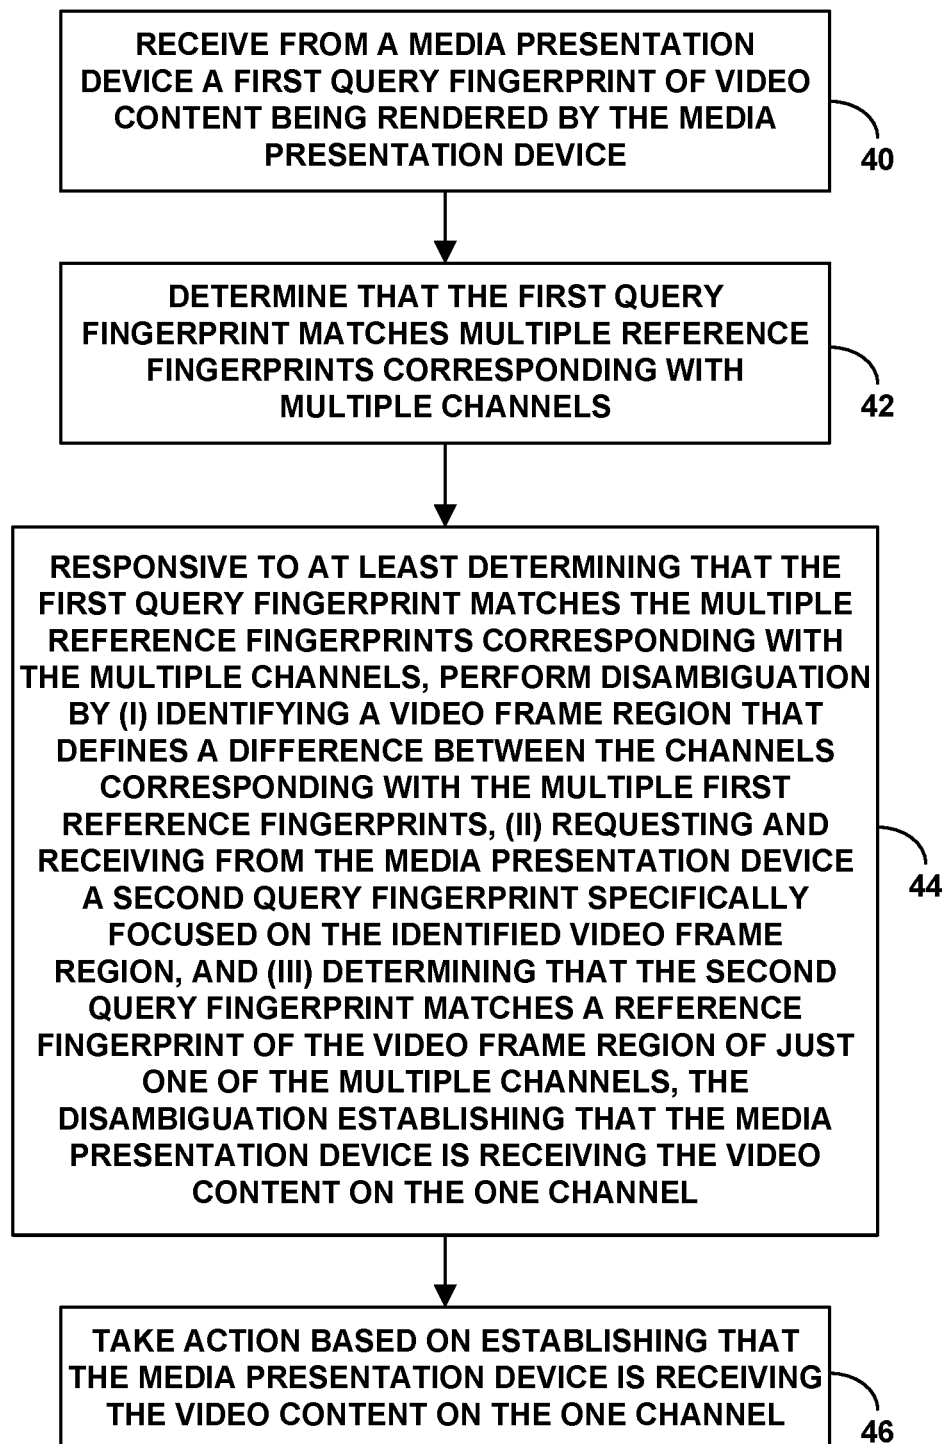 RECEIVE FROM A MEDIA PRESENTATION
DEVICE A FIRST QUERY FINGERPRINT OF VIDEO
CONTENT BEING RENDERED BY THE MEDIA
PRESENTATION DEVICE
40
DETERMINE THAT THE FIRST QUERY
FINGERPRINT MATCHES MULTIPLE REFERENCE
FINGERPRINTS CORRESPONDING WITH
MULTIPLE CHANNELS
42
RESPONSIVE TO AT LEAST DETERMINING THAT THE
FIRST QUERY FINGERPRINT MATCHES THE MULTIPLE
REFERENCE FINGERPRINTS CORRESPONDING WITH
THE MULTIPLE CHANNELS, PERFORM DISAMBIGUATION
BY (I) IDENTIFYING A VIDEO FRAME REGION THAT
DEFINES A DIFFERENCE BETWEEN THE CHANNELS
CORRESPONDING WITH THE MULTIPLE FIRST
REFERENCE FINGERPRINTS, (II) REQUESTING AND
RECEIVING FROM THE MEDIA PRESENTATION DEVICE
A SECOND QUERY FINGERPRINT SPECIFICALLY
FOCUSED ON THE IDENTIFIED VIDEO FRAME
REGION, AND (III) DETERMINING THAT THE SECOND
QUERY FINGERPRINT MATCHES A REFERENCE
FINGERPRINT OF THE VIDEO FRAME REGION OF JUST
ONE OF THE MULTIPLE CHANNELS, THE
DISAMBIGUATION ESTABLISHING THAT THE MEDIA
PRESENTATION DEVICE IS RECEIVING THE VIDEO
CONTENT ON THE ONE CHANNEL
44
TAKE ACTION BASED ON ESTABLISHING THAT
THE MEDIA PRESENTATION DEVICE IS RECEIVING
THE VIDEO CONTENT ON THE ONE CHANNEL
46